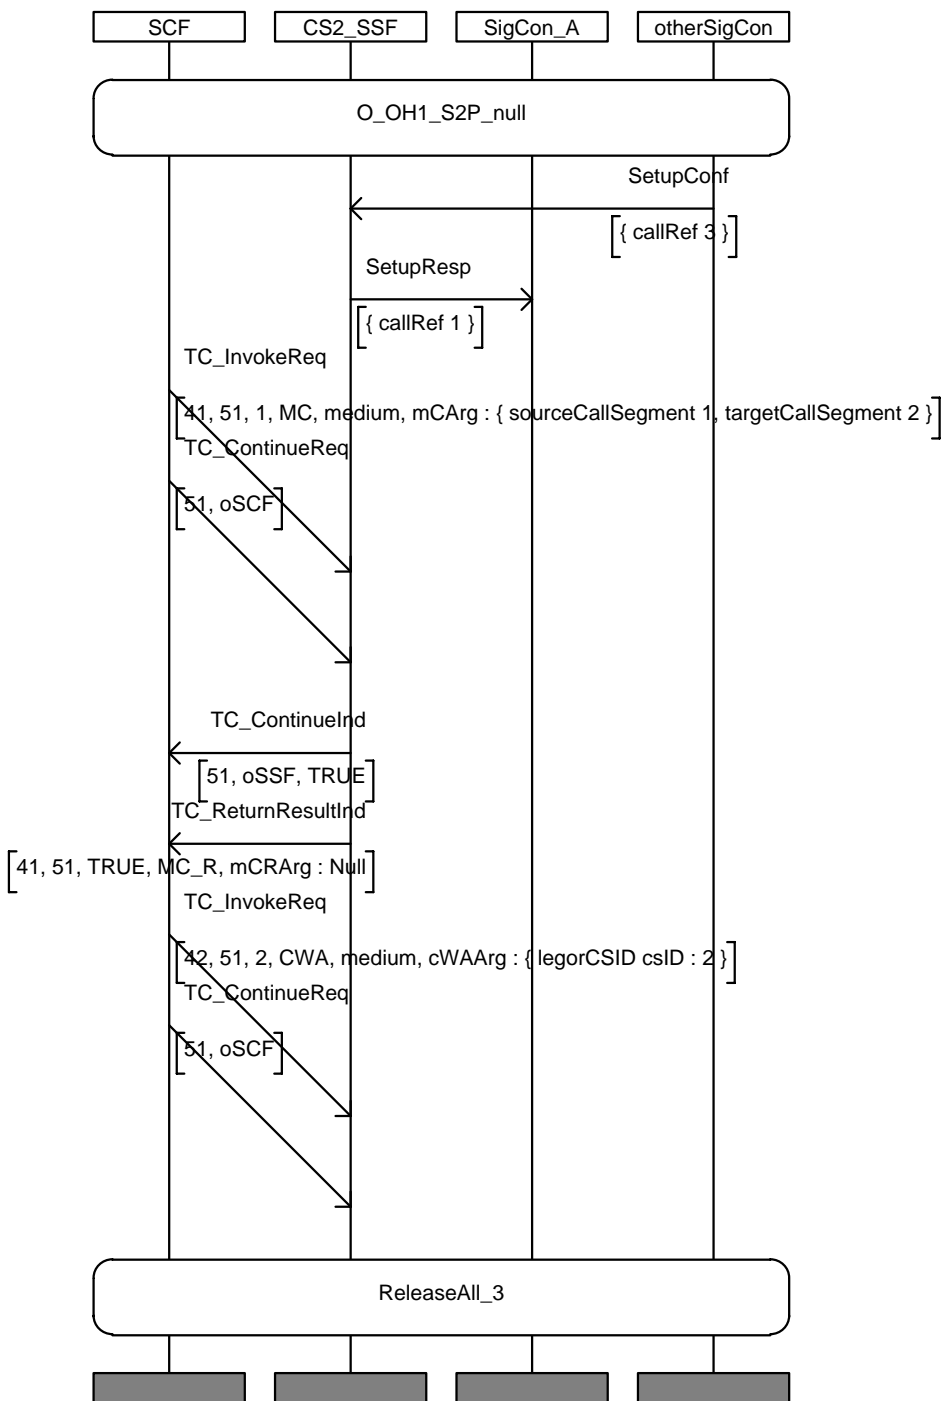 SCF CS2_SSF SigCon_A otherSigCon
O_OH1_S2P_null
SetupConf
{ callRef 3 }
SetupResp
{ callRef 1 }
TC_InvokeReq
41, 51, 1, MC, medium, mCArg : { sourceCallSegment 1, targetCallSegment 2 }
TC_ContinueReq
51, oSCF
TC_ContinueInd
51, oSSF, TRUE
TC_ReturnResultInd
41, 51, TRUE, MC_R, mCRArg : Null
TC_InvokeReq
42, 51, 2, CWA, medium, cWAArg : { legorCSID csID : 2 }
TC_ContinueReq
51, oSCF
ReleaseAll_3